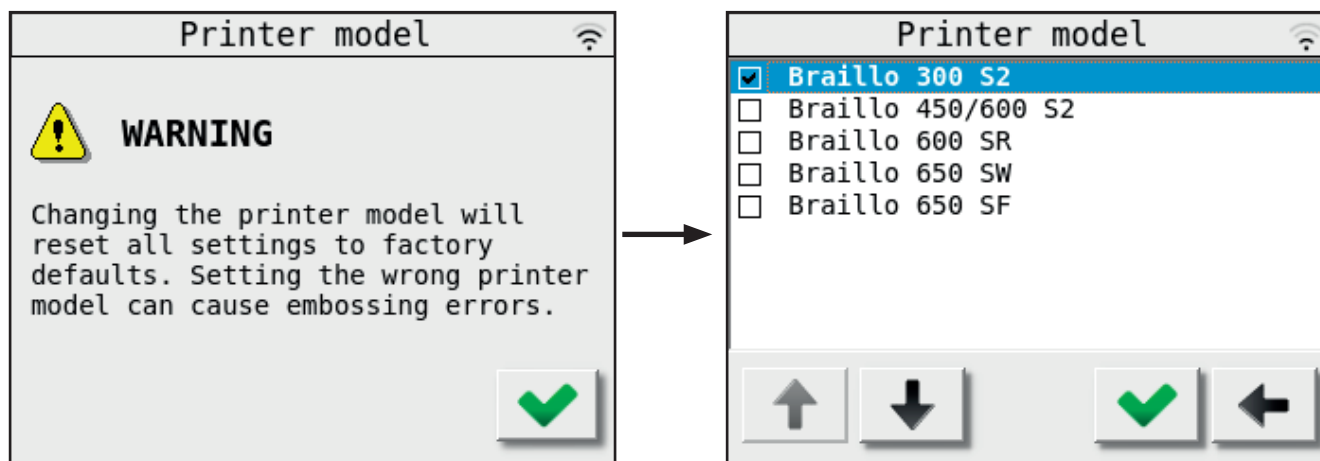 Printer model
WARNING
Changing the printer model will
reset all settings to factory
defaults. Setting the wrong printer
model can cause embossing errors.
Printer model
Braillo 300 S2
Braillo 450/600 S2
Braillo 600 SR
Braillo 650 SW
Braillo 650 SF